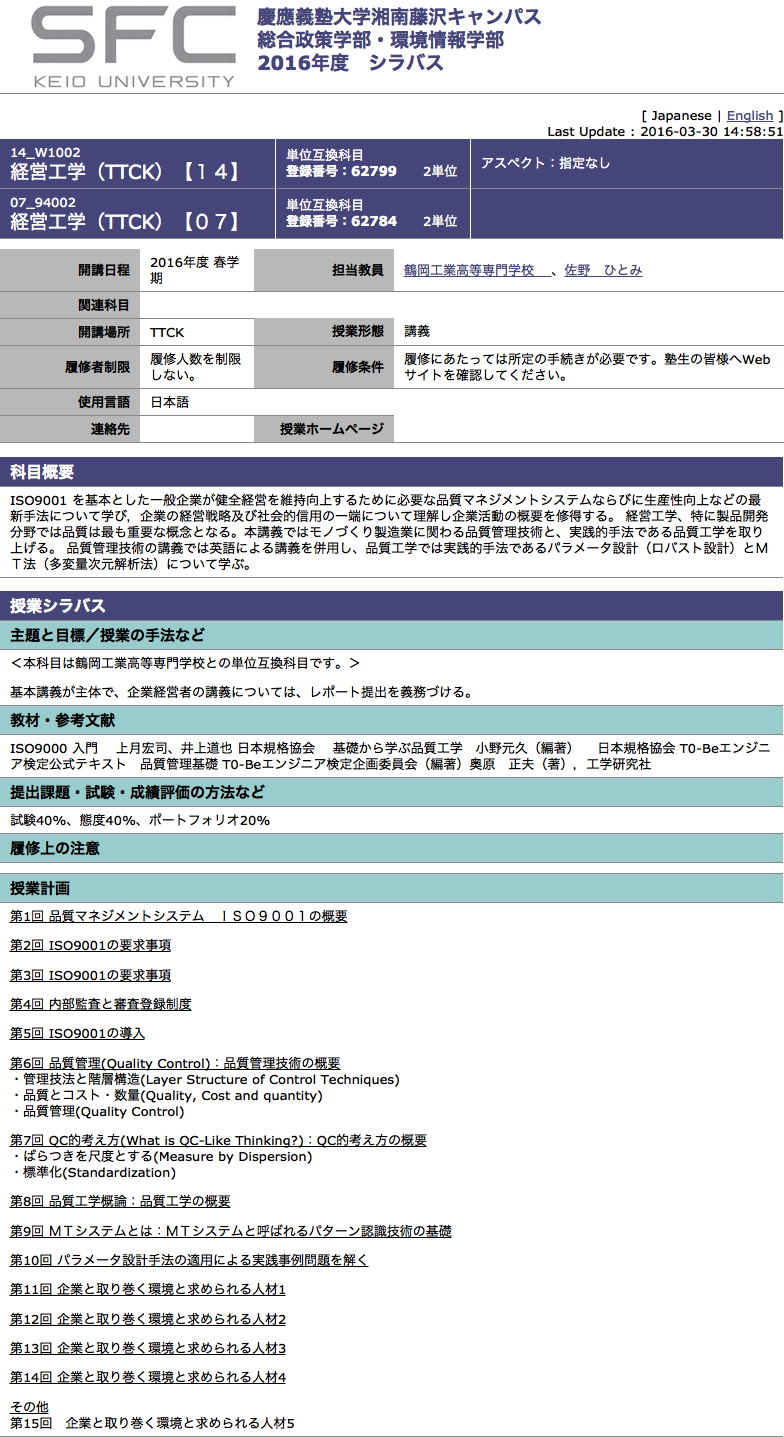 SFC
KEIO UNIVERSITY
慶應義塾大学湘南藤沢キャンパス
総合政策学部・環境情報学部
2016年度　シラバス
[ Japanese | English ]
Last Update : 2016-03-30 14:58:51
14_W1002
経営工学（TTCK）【１４】
単位互換科目
登録番号：62799　2単位
アスペクト：指定なし
07_94002
経営工学（TTCK）【０７】
単位互換科目
登録番号：62784　2単位
開講日程
2016年度 春学
期
担当教員
鶴岡工業高等専門学校　、佐野　ひとみ
関連科目
開講場所
TTCK
授業形態
講義
履修者制限
履修人数を制限
しない。
履修条件
履修にあたっては所定の手続きが必要です。塾生の皆様へWeb
サイトを確認してください。
使用言語
日本語
連絡先
授業ホームページ
科目概要
ISO9001 を基本とした一般企業が健全経営を維持向上するために必要な品質マネジメントシステムならびに生産性向上などの最
新手法について学び，企業の経営戦略及び社会的信用の一端について理解し企業活動の概要を修得する。 経営工学、特に製品開発
分野では品質は最も重要な概念となる。本講義ではモノづくり製造業に関わる品質管理技術と、実践的手法である品質工学を取り
上げる。 品質管理技術の講義では英語による講義を併用し、品質工学では実践的手法であるパラメータ設計（ロバスト設計）とＭ
Ｔ法（多変量次元解析法）について学ぶ。
授業シラバス
主題と目標／授業の手法など
＜本科目は鶴岡工業高等専門学校との単位互換科目です。＞
基本講義が主体で、企業経営者の講義については、レポート提出を義務づける。
教材・参考文献
ISO9000 入門　 上月宏司、井上道也 日本規格協会　 基礎から学ぶ品質工学　小野元久（編著）　 日本規格協会 T0-Beエンジニ
ア検定公式テキスト　品質管理基礎 T0-Beエンジニア検定企画委員会（編著）奥原　正夫（著），工学研究社
提出課題・試験・成績評価の方法など
試験40%、態度40%、ポートフォリオ20%
履修上の注意
授業計画
第1回 品質マネジメントシステム　ＩＳＯ９００１の概要
第2回 ISO9001の要求事項
第3回 ISO9001の要求事項
第4回 内部監査と審査登録制度
第5回 ISO9001の導入
第6回 品質管理(Quality Control)：品質管理技術の概要
・管理技法と階層構造(Layer Structure of Control Techniques)
・品質とコスト・数量(Quality, Cost and quantity)
・品質管理(Quality Control)
第7回 QC的考え方(What is QC-Like Thinking?)：QC的考え方の概要
・ばらつきを尺度とする(Measure by Dispersion)
・標準化(Standardization)
第8回 品質工学概論：品質工学の概要
第9回 ＭＴシステムとは：ＭＴシステムと呼ばれるパターン認識技術の基礎
第10回 パラメータ設計手法の適用による実践事例問題を解く
第11回 企業と取り巻く環境と求められる人材1
第12回 企業と取り巻く環境と求められる人材2
第13回 企業と取り巻く環境と求められる人材3
第14回 企業と取り巻く環境と求められる人材4
その他
第15回　企業と取り巻く環境と求められる人材5